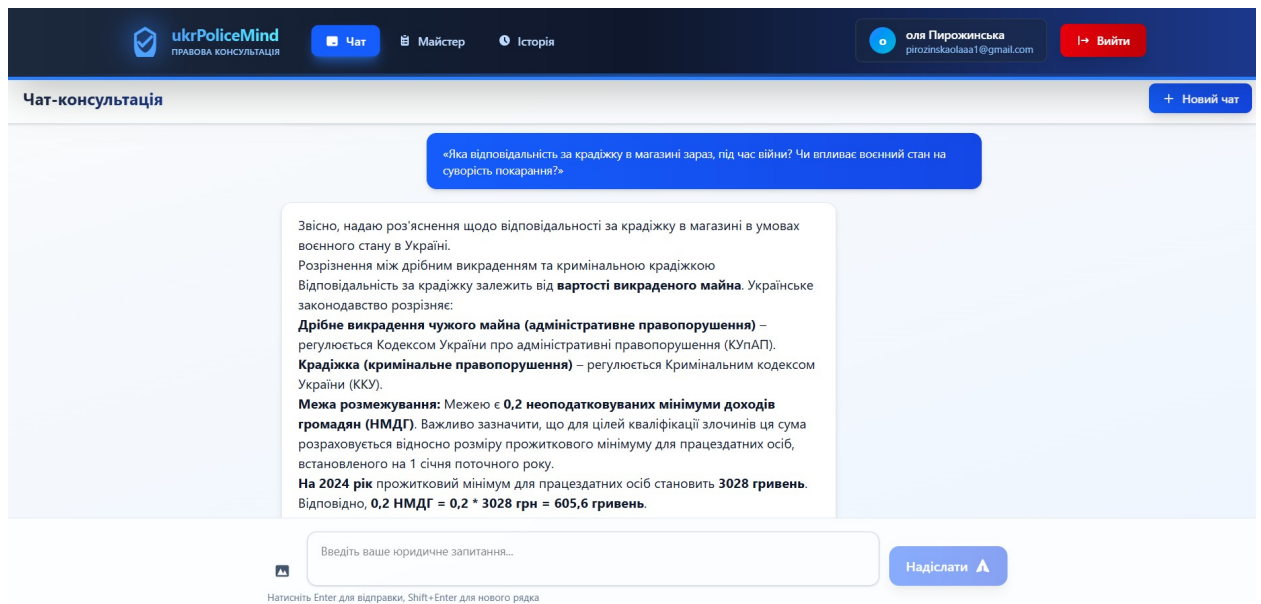 ukrPoliceMind
ПРАВОВА КОНСУЛЬТАЦІЯ
Чат
Майстер
Історія
о
оля Пирожинська
pirozinskaolaaa1@gmail.com
Вийти
Чат-консультація
+ Новий чат
«Яка відповідальність за крадіжку в магазині зараз, під час війни? Чи впливає воєнний стан на
суворість покарання?»
Звісно, надаю роз'яснення щодо відповідальності за крадіжку в магазині в умовах
воєнного стану в Україні.
Розрізнення між дрібним викраденням та кримінальною крадіжкою
Відповідальність за крадіжку залежить від вартості викраденого майна. Українське
законодавство розрізняє:
Дрібне викрадення чужого майна (адміністративне правопорушення) –
регулюється Кодексом України про адміністративні правопорушення (КУпАП).
Крадіжка (кримінальне правопорушення) – регулюється Кримінальним кодексом
України (ККУ).
Межа розмежування: Межею є 0,2 неоподатковуваних мінімуми доходів
громадян (НМДГ). Важливо зазначити, що для цілей кваліфікації злочинів ця сума
розраховується відносно розміру прожиткового мінімуму для працездатних осіб,
встановленого на 1 січня поточного року.
На 2024 рік прожитковий мінімум для працездатних осіб становить 3028 гривень.
Відповідно, 0,2 НМДГ = 0,2 * 3028 грн = 605,6 гривень.
Введіть ваше юридичне запитання...
Надіслати
Натисніть Enter для відправки, Shift+Enter для нового рядка